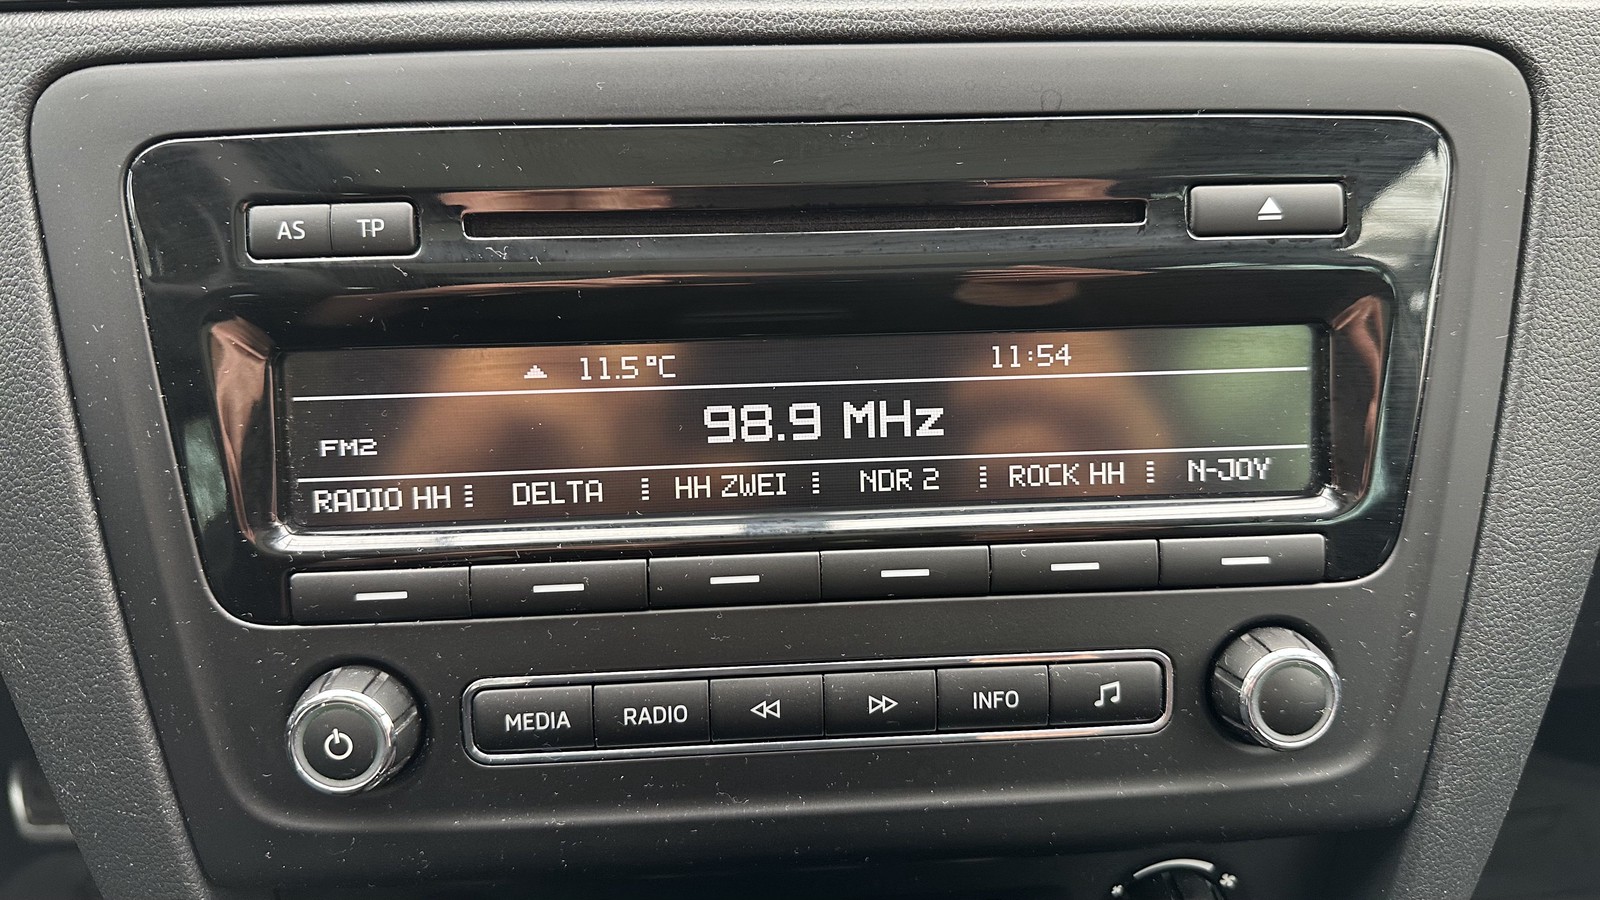 AS TP
11.5°C 11:54
98.9 MHz
FM2
RADIO HH DELTA HH ZWEI NDR 2 ROCK HH N-JOY
MEDIA RADIO INFO